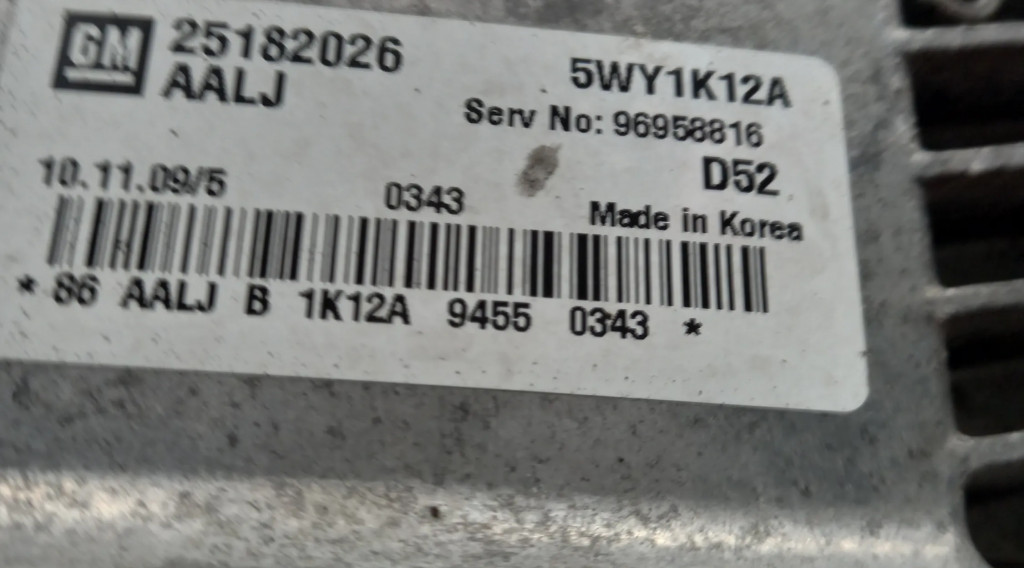 GM 25182026
AALJ
5WY1K12A
Serv No: 96958816
D52
10.11.09/5
0343
Made in Korea
* 86 AALJ B 1K12A 9455 0343 *